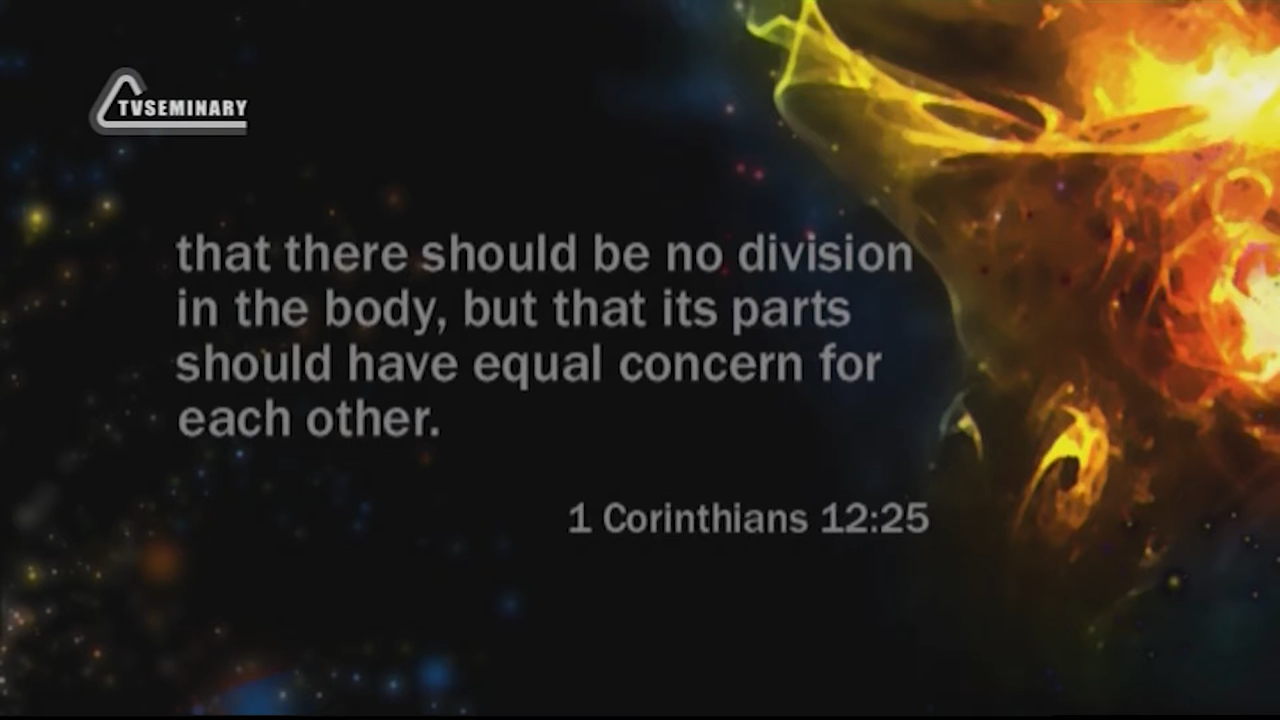 TVSEMINARY
that there should be no division
in the body, but that its parts
should have equal concern for
each other.
1 Corinthians 12:25